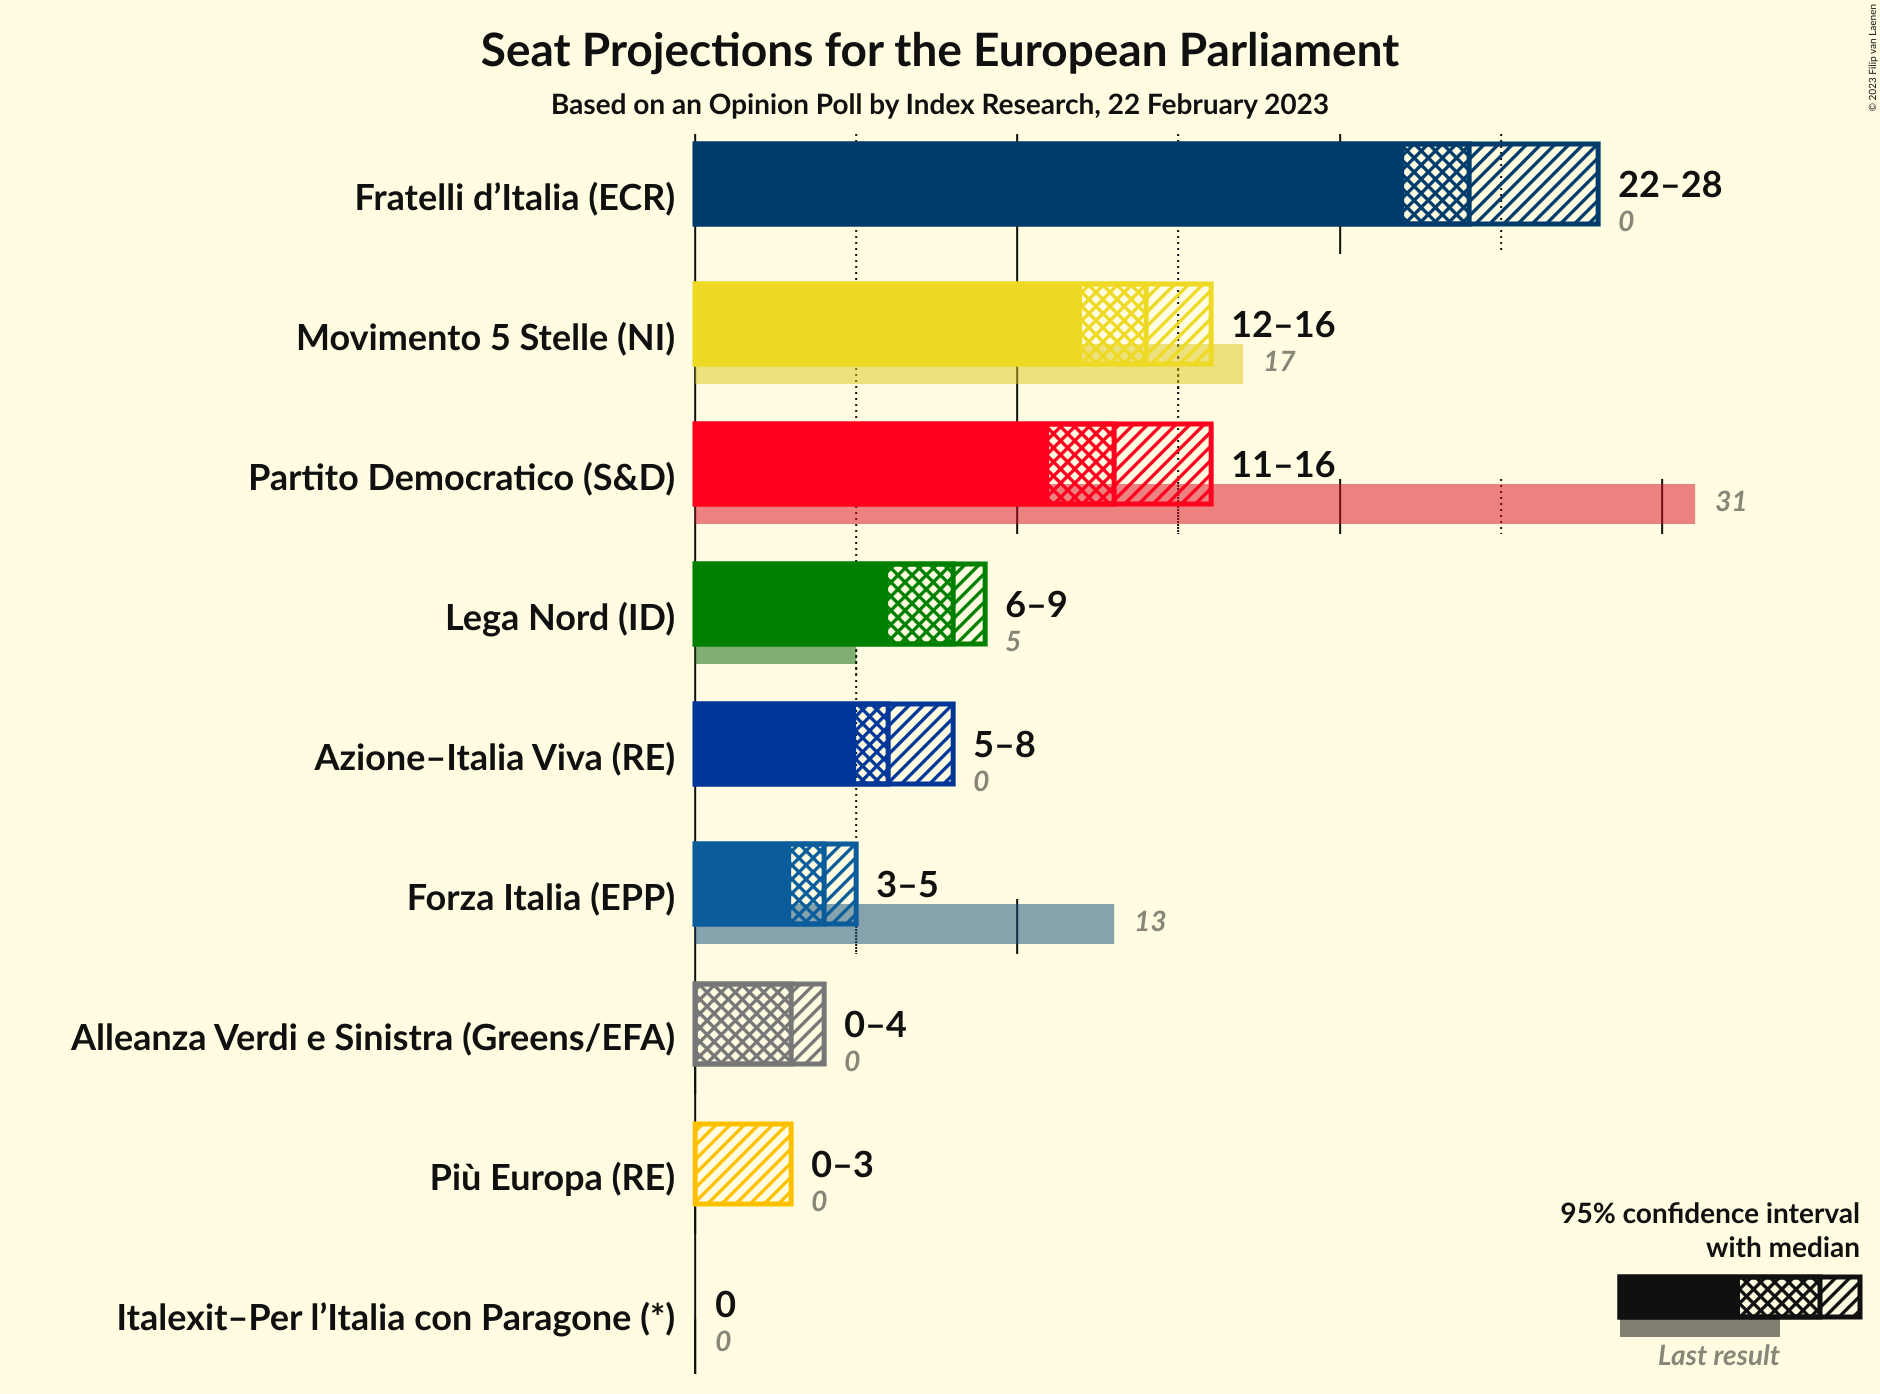 Seat Projections for the European Parliament
Based on an Opinion Poll by Index Research, 22 February 2023
© 2023 Filip van Laenen
Fratelli d’Italia (ECR)
22–28
0
Movimento 5 Stelle (NI)
12–16
17
Partito Democratico (S&D)
11–16
31
Lega Nord (ID)
6–9
5
Azione–Italia Viva (RE)
5–8
0
Forza Italia (EPP)
3–5
13
Alleanza Verdi e Sinistra (Greens/EFA)
0–4
0
Più Europa (RE)
0–3
0
Italexit–Per l’Italia con Paragone (*)
0
0
95% confidence interval
with median
Last result